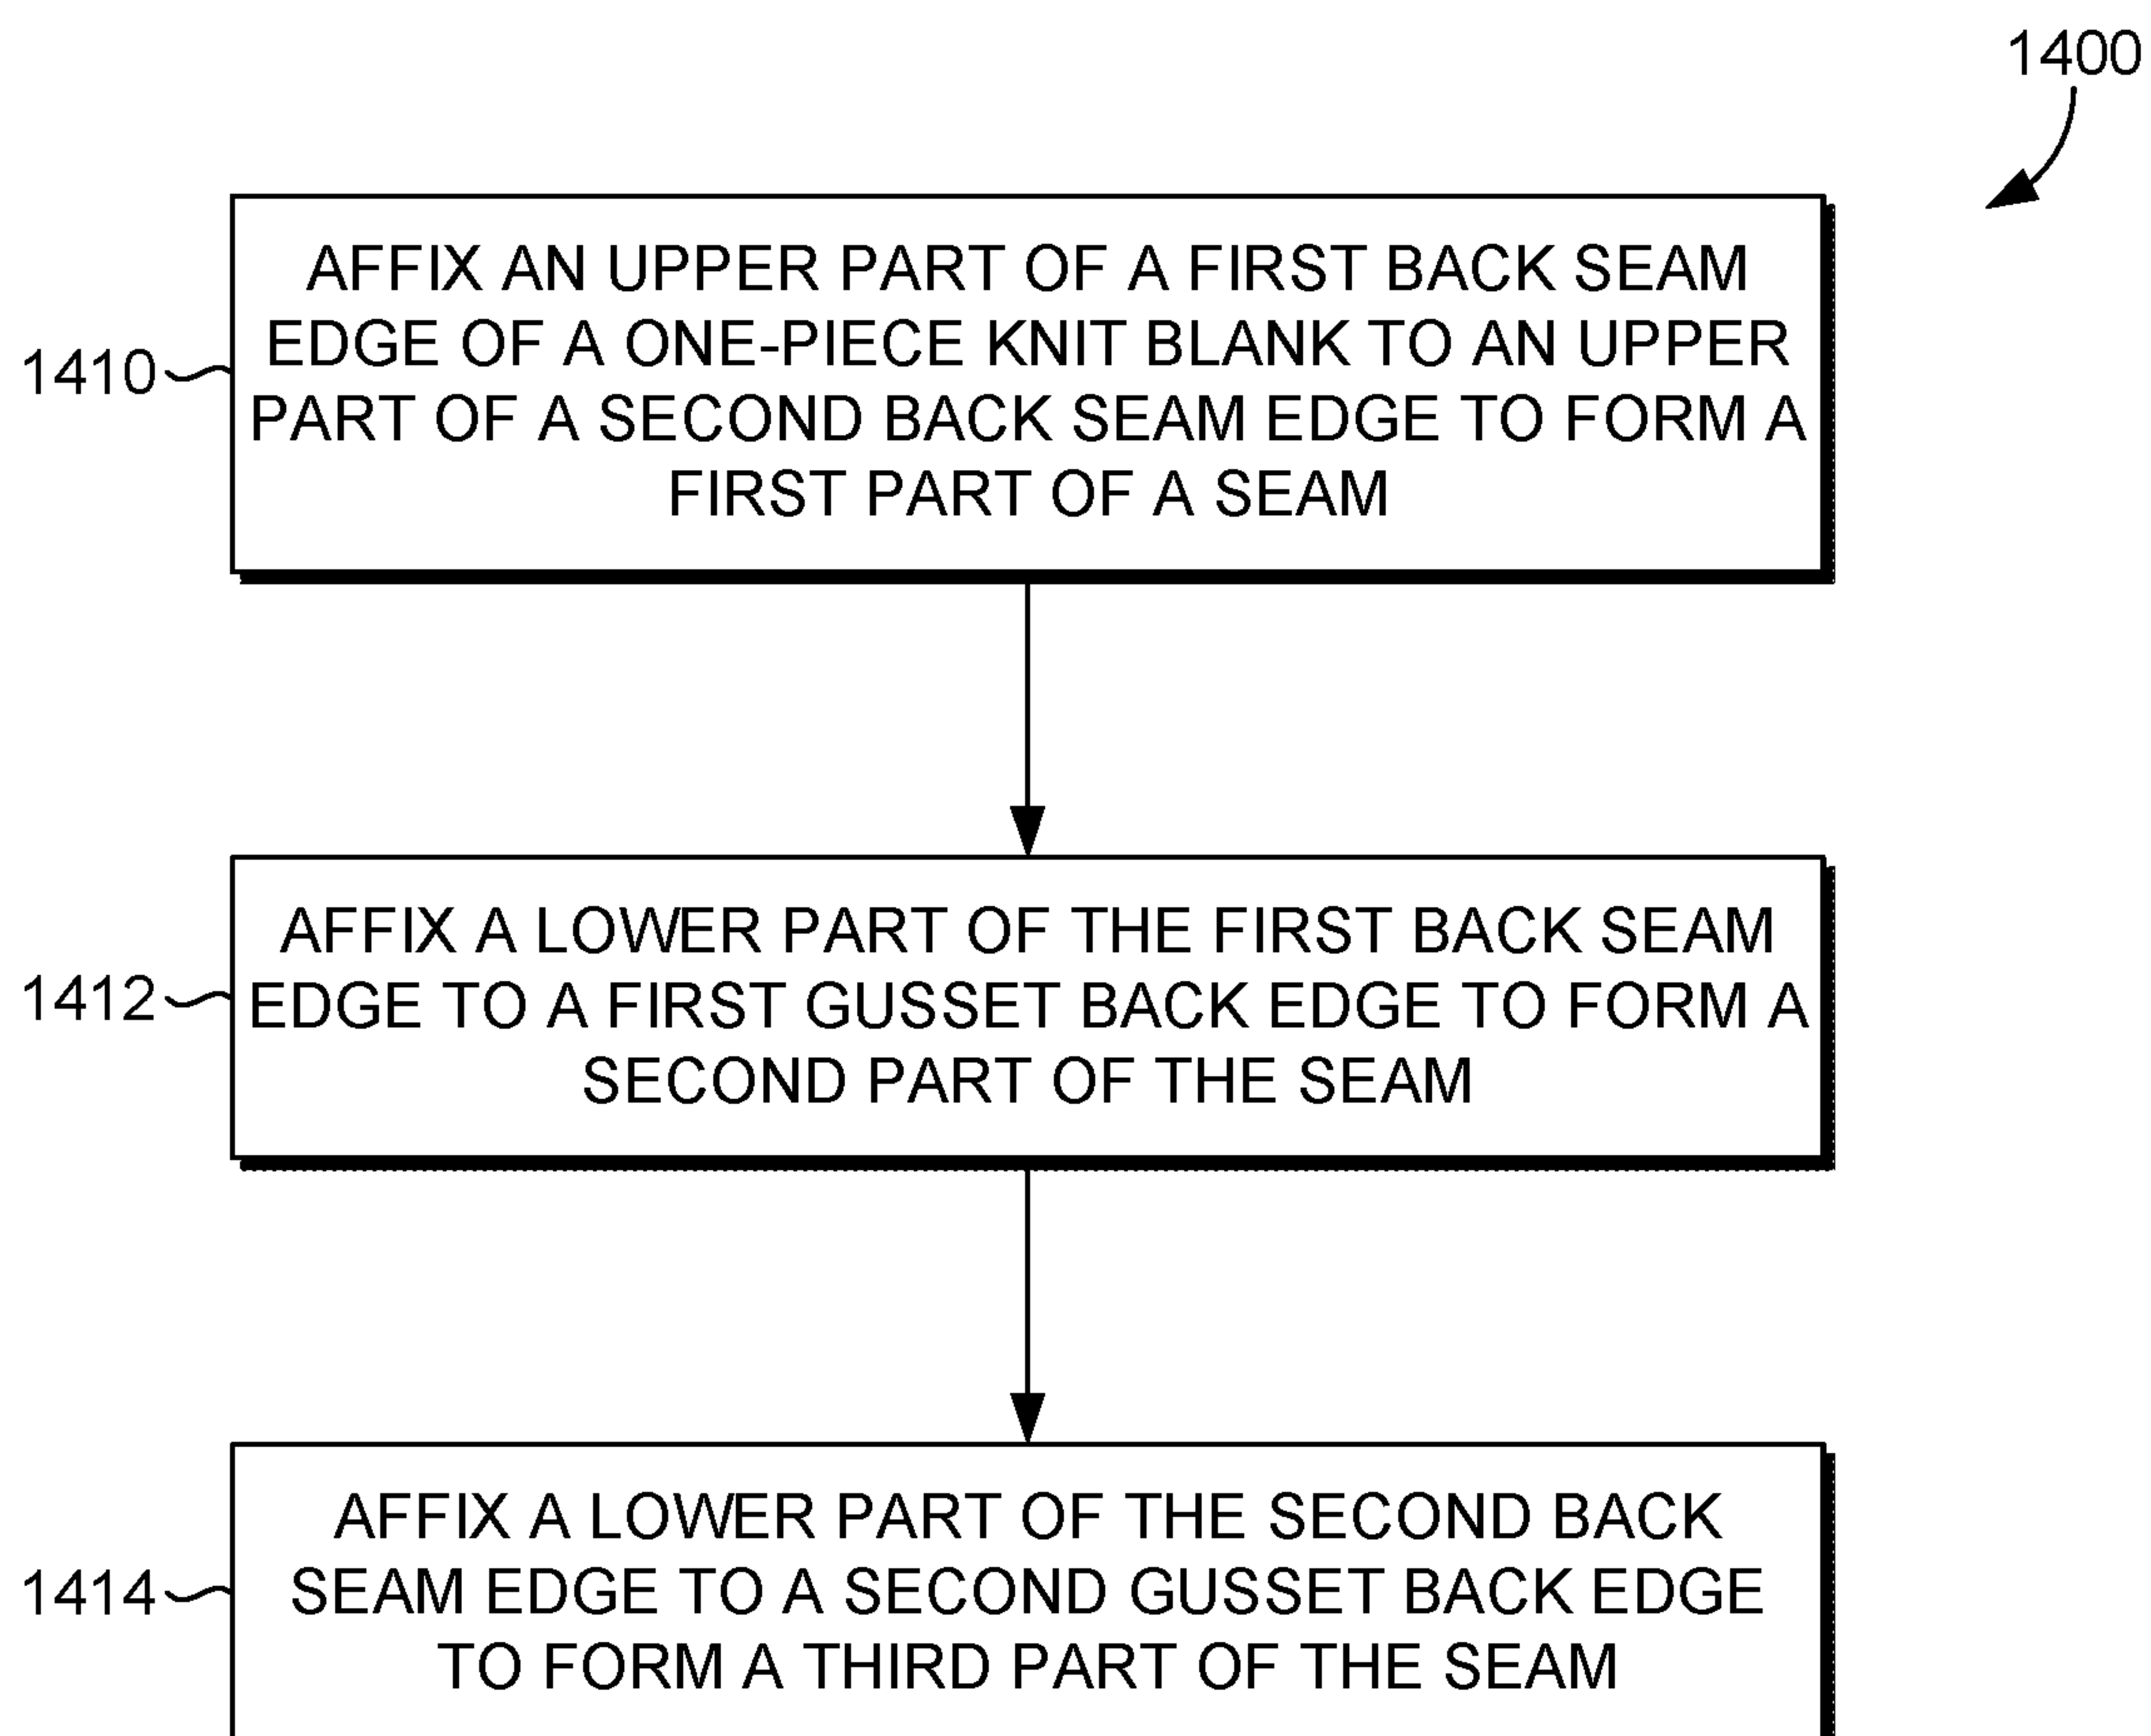 1400
AFFIX AN UPPER PART OF A FIRST BACK SEAM
EDGE OF A ONE-PIECE KNIT BLANK TO AN UPPER
PART OF A SECOND BACK SEAM EDGE TO FORM A
FIRST PART OF A SEAM
1410
AFFIX A LOWER PART OF THE FIRST BACK SEAM
EDGE TO A FIRST GUSSET BACK EDGE TO FORM A
SECOND PART OF THE SEAM
1412
AFFIX A LOWER PART OF THE SECOND BACK
SEAM EDGE TO A SECOND GUSSET BACK EDGE
TO FORM A THIRD PART OF THE SEAM
1414